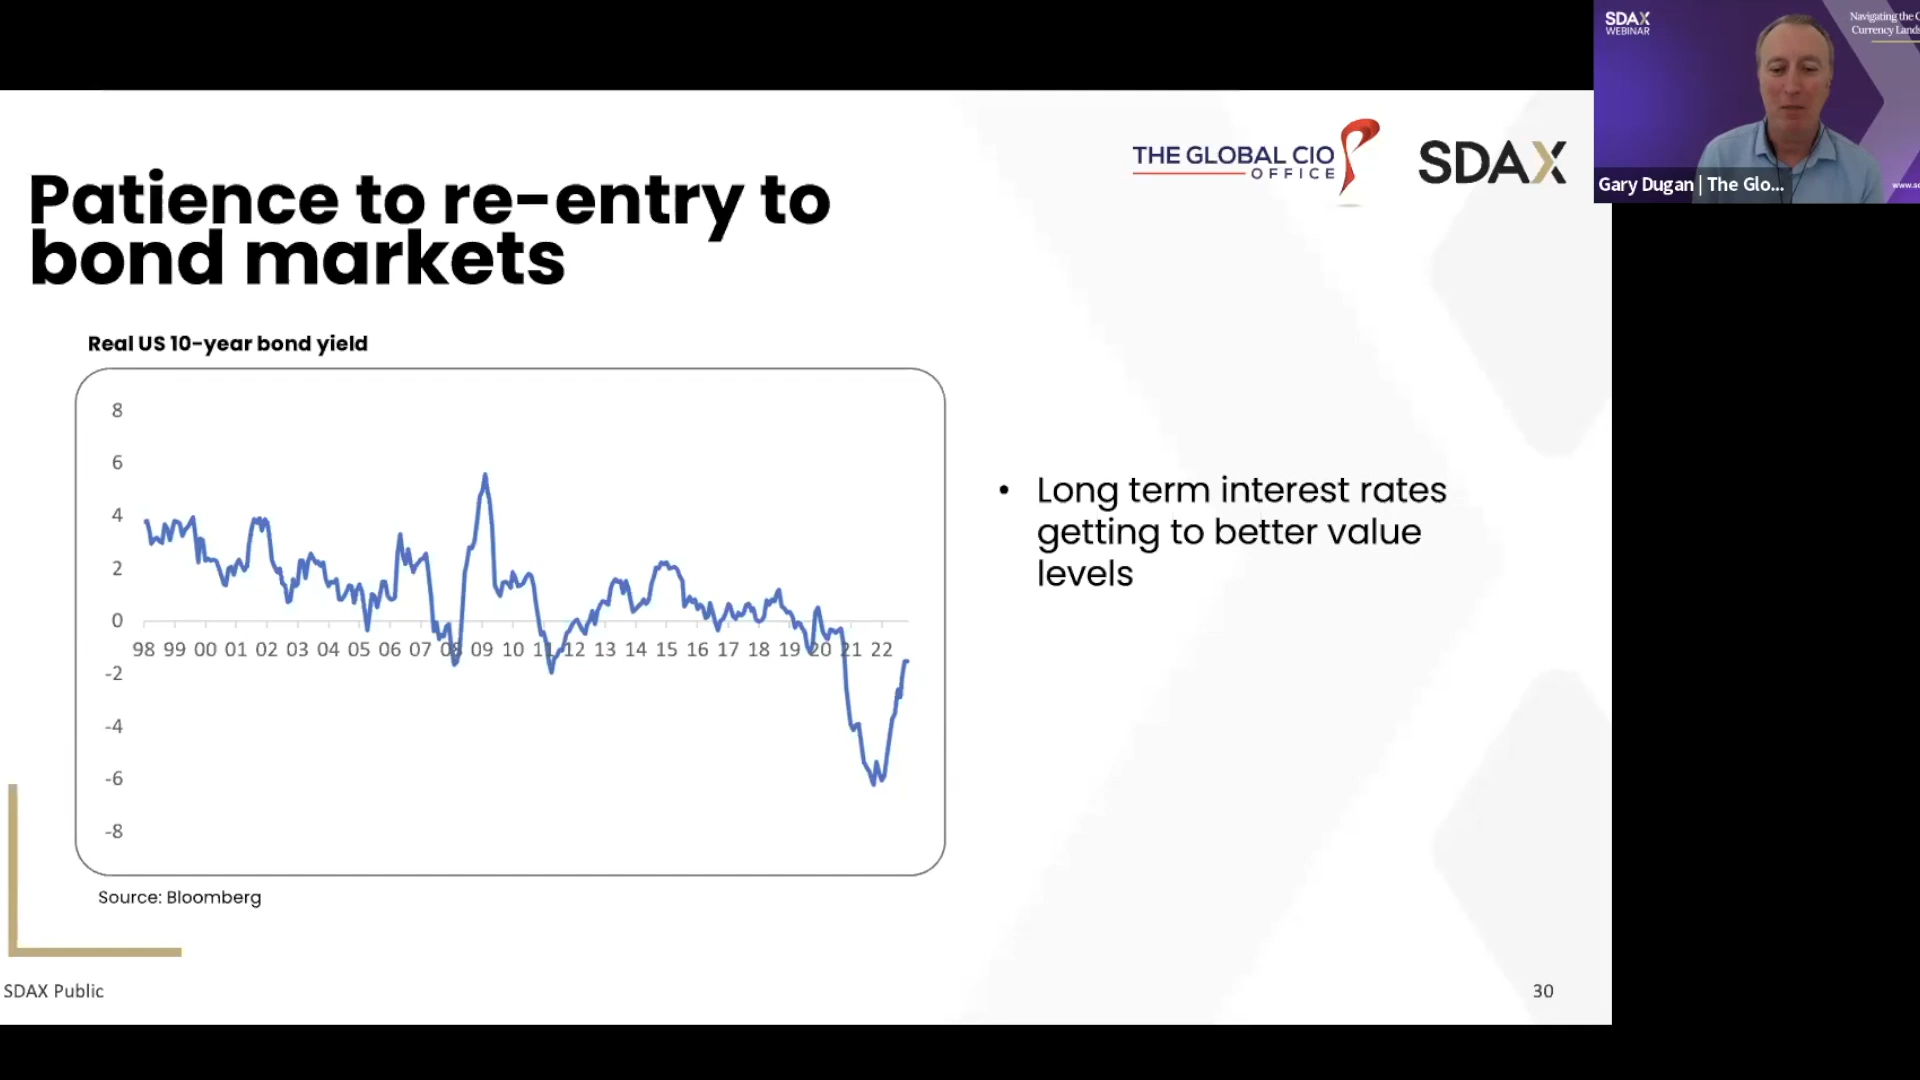 SDAX
WEBINAR
Navigating the
Currency
Gary Dugan | The Glo...
THE GLOBAL CIO
OFFICE
SDAX
Patience to re-entry to
bond markets
Real US 10-year bond yield
8
6
4
2
0
98 99 00 01 02 03 04 05 06 07 08 09 10 11 12 13 14 15 16 17 18 19 20 21 22
-2
-4
-6
-8
Source: Bloomberg
• Long term interest rates
getting to better value
levels
SDAX Public
30